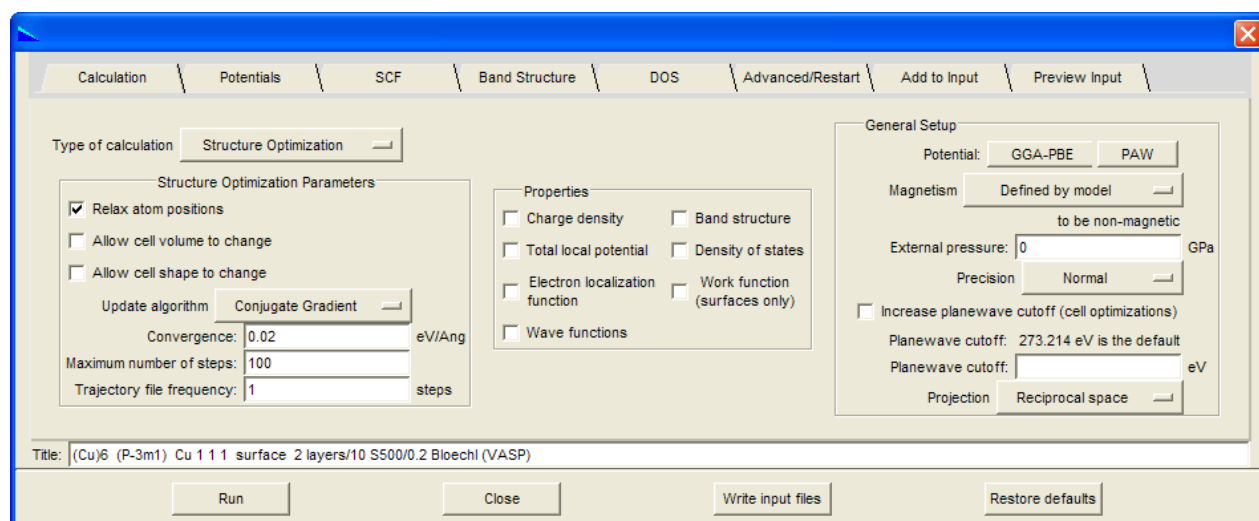 Calculation Potentials SCF Band Structure DOS Advanced/Restart Add to Input Preview Input
Type of calculation Structure Optimization
Structure Optimization Parameters
Relax atom positions
Allow cell volume to change
Allow cell shape to change
Update algorithm Conjugate Gradient
Convergence: 0.02 eV/Ang
Maximum number of steps: 100
Trajectory file frequency: 1 steps
Properties
Charge density Band structure
Total local potential Density of states
Electron localization function Work function (surfaces only)
Wave functions
General Setup
Potential: GGA-PBE PAW
Magnetism Defined by model
to be non-magnetic
External pressure: 0 GPa
Precision Normal
Increase planewave cutoff (cell optimizations)
Planewave cutoff: 273.214 eV is the default
Planewave cutoff: eV
Projection Reciprocal space
Title: (Cu)6 (P-3m1) Cu 1 1 1 surface 2 layers/10 S500/0.2 Bloechl (VASP)
Run Close Write input files Restore defaults